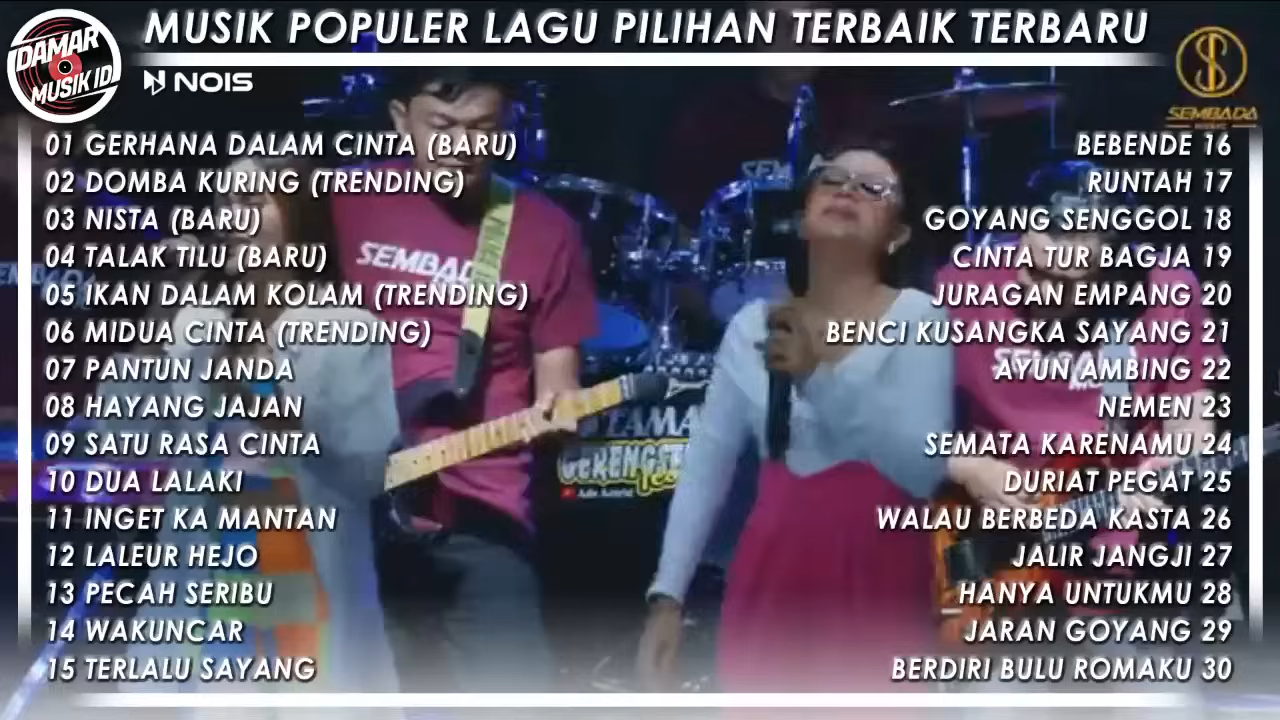 MUSIK POPULER LAGU PILIHAN TERBAIK TERBARU
DAMAR
MUSIK ID
NOIS
SEMBADA
01 GERHANA DALAM CINTA (BARU)
02 DOMBA KURING (TRENDING)
03 NISTA (BARU)
04 TALAK TILU (BARU)
05 IKAN DALAM KOLAM (TRENDING)
06 MIDUA CINTA (TRENDING)
07 PANTUN JANDA
08 HAYANG JAJAN
09 SATU RASA CINTA
10 DUA LALAKI
11 INGET KA MANTAN
12 LALEUR HEJO
13 PECAH SERIBU
14 WAKUNCAR
15 TERLALU SAYANG
BEBENDE 16
RUNTAH 17
GOYANG SENGGOL 18
CINTA TUR BAGJA 19
JURAGAN EMPANG 20
BENCI KUSANGKA SAYANG 21
AYUN AMBING 22
NEMEN 23
SEMATA KARENAMU 24
DURIAT PEGAT 25
WALAU BERBEDA KASTA 26
JALIR JANGJI 27
HANYA UNTUKMU 28
JARAN GOYANG 29
BERDIRI BULU ROMAKU 30
TAMA